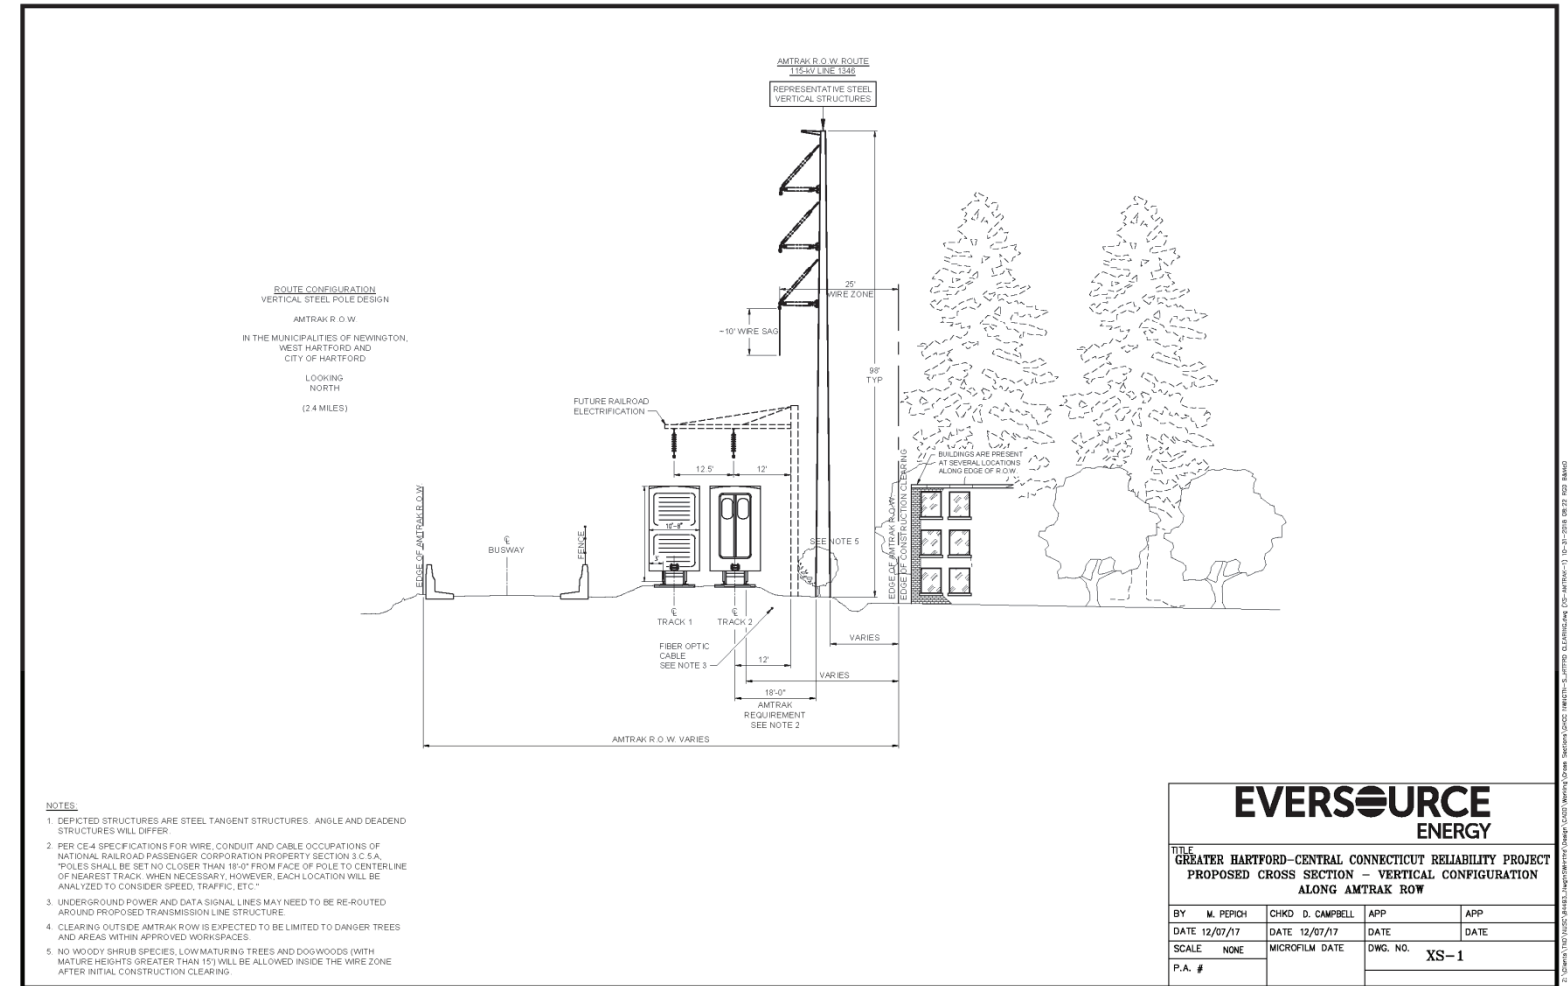 AMTRAK R.O.W. ROUTE
115-kV LINE 1346
REPRESENTATIVE STEEL
VERTICAL STRUCTURES
25'
WIRE ZONE
~10' WIRE SAG
98'
TYP
ROUTE CONFIGURATION
VERTICAL STEEL POLE DESIGN
AMTRAK R.O.W.
IN THE MUNICIPALITIES OF NEWINGTON,
WEST HARTFORD AND
CITY OF HARTFORD
LOOKING
NORTH
(2.4 MILES)
FUTURE RAILROAD
ELECTRIFICATION
12.5'
12'
BUILDINGS ARE PRESENT
AT SEVERAL LOCATIONS
ALONG EDGE OF R.O.W.
EDGE OF AMTRAK R.O.W
BUSWAY
FENCE
10'-8"
3'
SEE NOTE 5
EDGE OF AMTRAK R.O.W
EDGE OF CONSTRUCTION CLEARING
TRACK 1
TRACK 2
FIBER OPTIC
CABLE
SEE NOTE 3
12'
VARIES
VARIES
18'-0"
AMTRAK
REQUIREMENT
SEE NOTE 2
AMTRAK R.O.W. VARIES
NOTES:
1. DEPICTED STRUCTURES ARE STEEL TANGENT STRUCTURES. ANGLE AND DEADEND
STRUCTURES WILL DIFFER.
2. PER CE-4 SPECIFICATIONS FOR WIRE, CONDUIT AND CABLE OCCUPATIONS OF
NATIONAL RAILROAD PASSENGER CORPORATION PROPERTY SECTION 3.C.5.A,
"POLES SHALL BE SET NO CLOSER THAN 18'-0" FROM FACE OF POLE TO CENTERLINE
OF NEAREST TRACK. WHEN NECESSARY, HOWEVER, EACH LOCATION WILL BE
ANALYZED TO CONSIDER SPEED, TRAFFIC, ETC."
3. UNDERGROUND POWER AND DATA SIGNAL LINES MAY NEED TO BE RE-ROUTED
AROUND PROPOSED TRANSMISSION LINE STRUCTURE.
4. CLEARING OUTSIDE AMTRAK ROW IS EXPECTED TO BE LIMITED TO DANGER TREES
AND AREAS WITHIN APPROVED WORKSPACES.
5. NO WOODY SHRUB SPECIES, LOW MATURING TREES AND DOGWOODS (WITH
MATURE HEIGHTS GREATER THAN 15') WILL BE ALLOWED INSIDE THE WIRE ZONE
AFTER INITIAL CONSTRUCTION CLEARING.
EVERSOURCE
ENERGY
TITLE
GREATER HARTFORD-CENTRAL CONNECTICUT RELIABILITY PROJECT
PROPOSED CROSS SECTION - VERTICAL CONFIGURATION
ALONG AMTRAK ROW
BY M. PEPICH CHKD D. CAMPBELL APP APP
DATE 12/07/17 DATE 12/07/17 DATE DATE
SCALE NONE MICROFILM DATE DWG. NO. XS-1
P.A. #